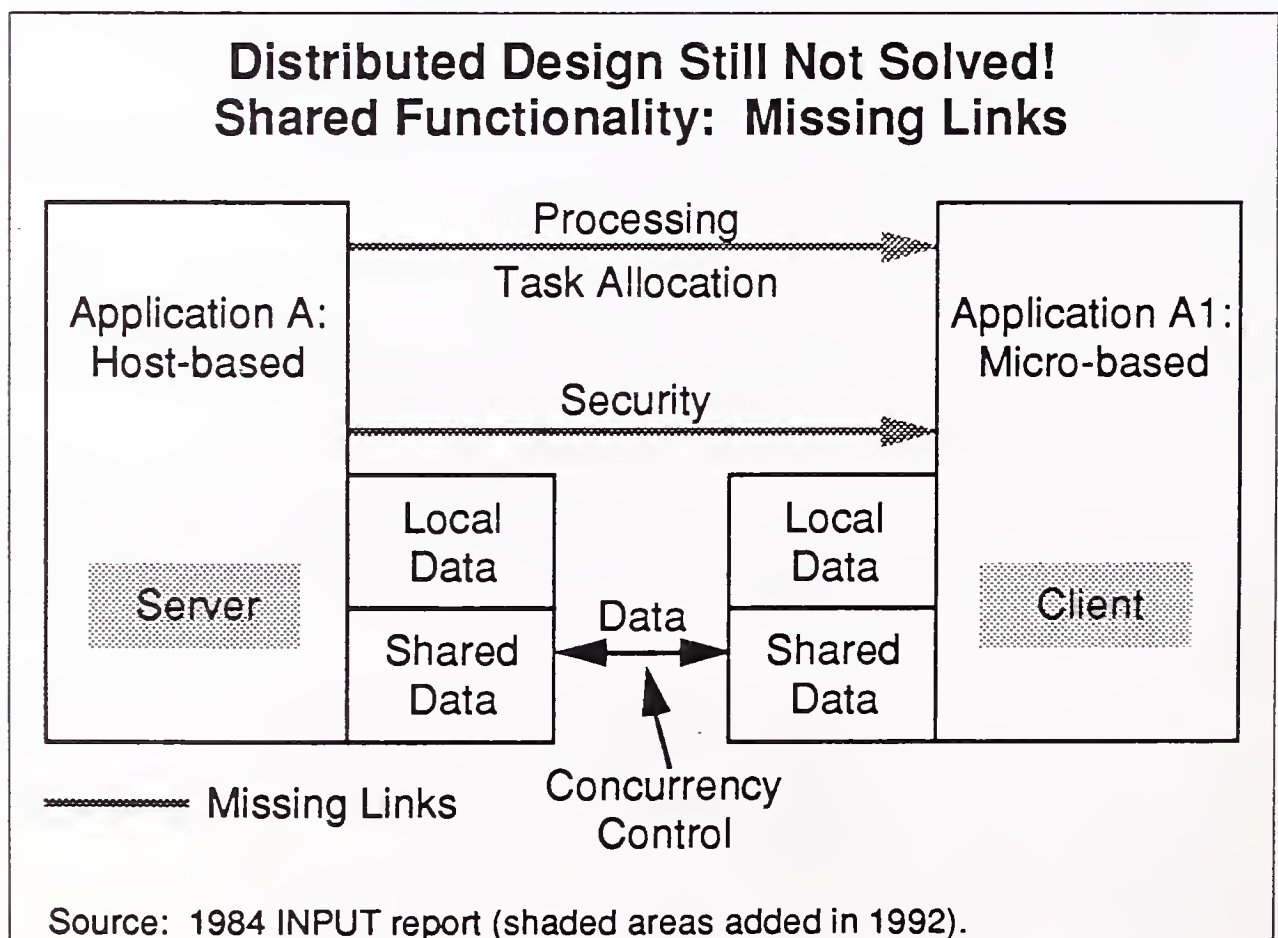 Distributed Design Still Not Solved!
Shared Functionality: Missing Links
Processing
Task Allocation
Application A:
Host-based
Application A1:
Micro-based
Security
Local
Data
Local
Data
Server
Client
Data
Shared
Data
Shared
Data
Concurrency
Control
Missing Links
Source: 1984 INPUT report (shaded areas added in 1992).